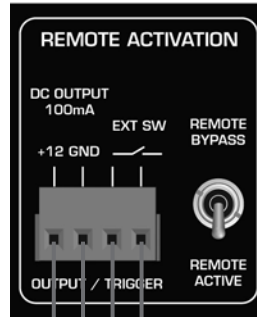 REMOTE ACTIVATION
DC OUTPUT
100mA
EXT SW
+12 GND
REMOTE
BYPASS
OUTPUT / TRIGGER
REMOTE
ACTIVE